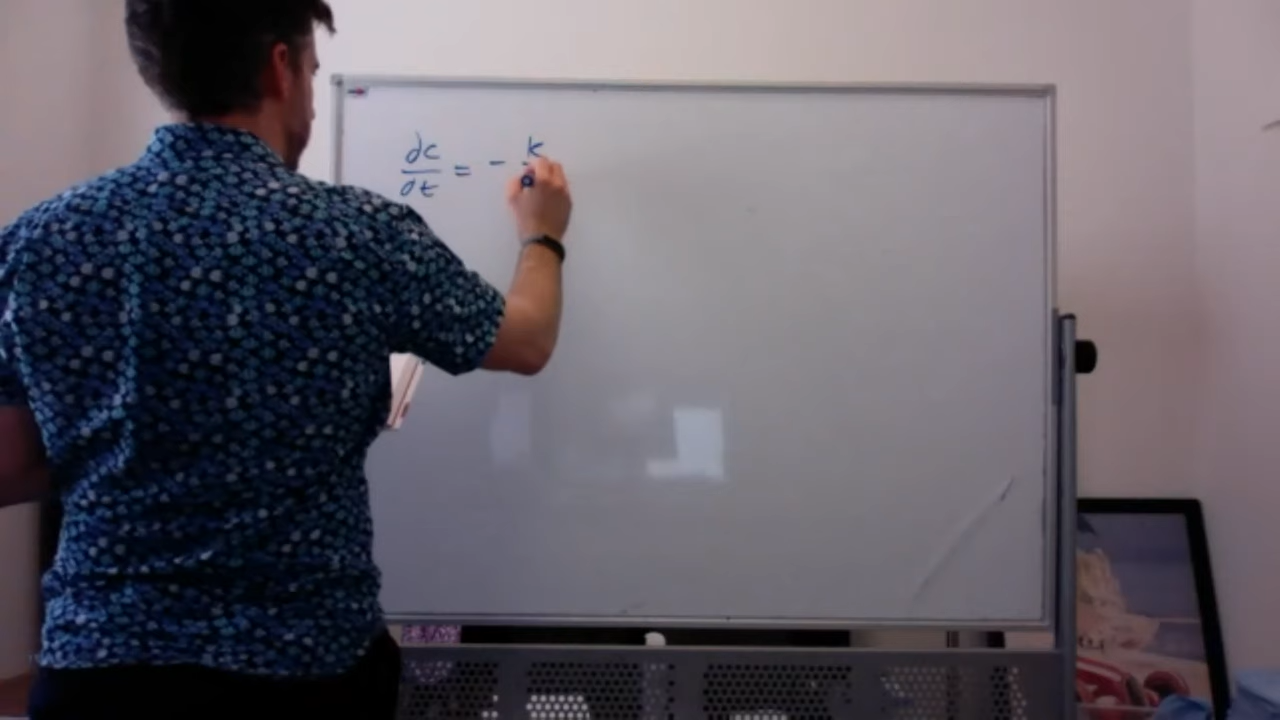 ∂c/∂t = - k